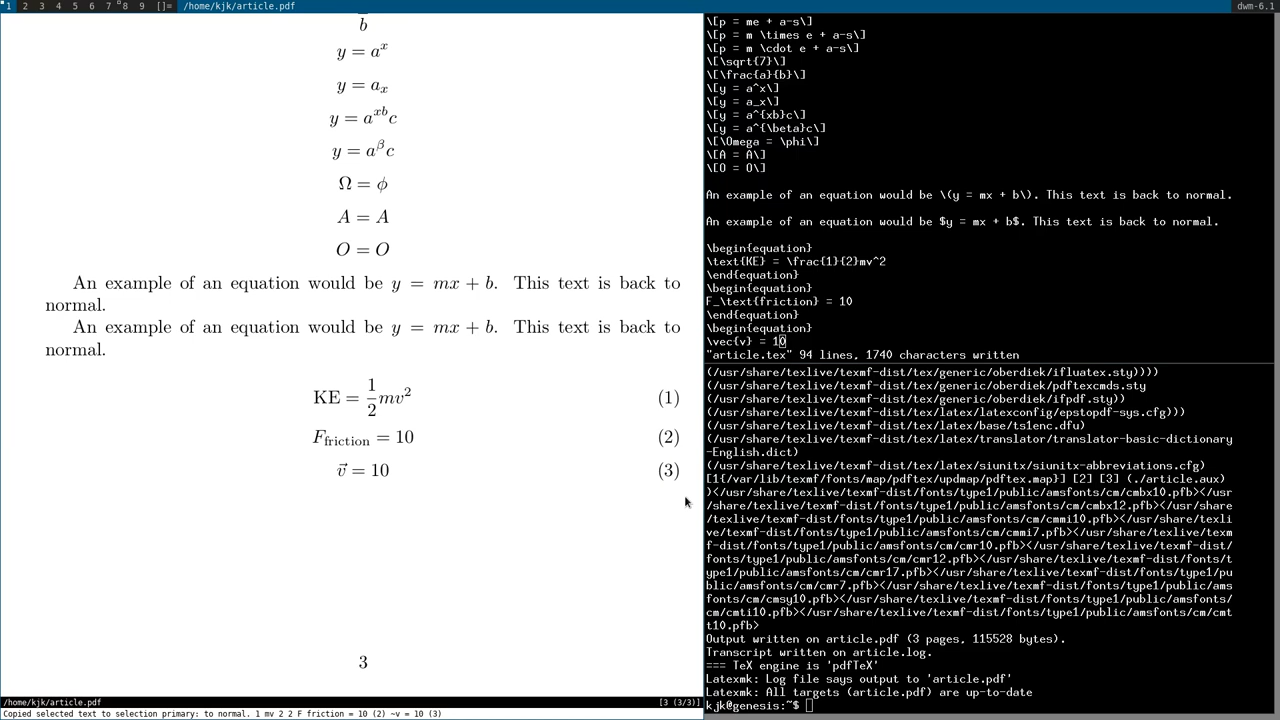 1 2 3 4 5 6 7 8 9 []= /home/kjk/article.pdf dwm-6.1
b
y = a^x
y = a_x
y = a^{xb}c
y = a^βc
Ω = ϕ
A = A
O = O
An example of an equation would be y = mx + b. This text is back to
normal.
An example of an equation would be y = mx + b. This text is back to
normal.
KE = 1/2 mv² (1)
F_friction = 10 (2)
v⃗ = 10 (3)
3
/home/kjk/article.pdf [3 (3/3)]
Copied selected text to selection primary: to normal. 1 mv 2 2 F friction = 10 (2) ~v = 10 (3)
\[p = me + a-s\]
\[p = m \times e + a-s\]
\[p = m \cdot e + a-s\]
\[\sqrt{7}\]
\[\frac{a}{b}\]
\[y = a^x\]
\[y = a_x\]
\[y = a^{xb}c\]
\[y = a^{\beta}c\]
\[\Omega = \phi\]
\[A = A\]
\[O = O\]
An example of an equation would be \(y = mx + b\). This text is back to normal.
An example of an equation would be $y = mx + b$. This text is back to normal.
\begin{equation}
\text{KE} = \frac{1}{2}mv^2
\end{equation}
\begin{equation}
F_\text{friction} = 10
\end{equation}
\begin{equation}
\vec{v} = 10
"article.tex" 94 lines, 1740 characters written
(/usr/share/texlive/texmf-dist/tex/generic/oberdiek/ifluatex.sty))))
(/usr/share/texlive/texmf-dist/tex/generic/oberdiek/pdftexcmds.sty
(/usr/share/texlive/texmf-dist/tex/generic/oberdiek/ifpdf.sty))
(/usr/share/texlive/texmf-dist/tex/latex/latexconfig/epstopdf-sys.cfg)))
(/usr/share/texlive/texmf-dist/tex/latex/base/ts1enc.dfu)
(/usr/share/texlive/texmf-dist/tex/latex/translator/translator-basic-dictionary
-English.dict)
(/usr/share/texlive/texmf-dist/tex/latex/siunitx/siunitx-abbreviations.cfg)
[1{/var/lib/texmf/fonts/map/pdftex/updmap/pdftex.map}] [2] [3] (./article.aux)
)</usr/share/texlive/texmf-dist/fonts/type1/public/amsfonts/cm/cmbx10.pfb></usr
/share/texlive/texmf-dist/fonts/type1/public/amsfonts/cm/cmbx12.pfb></usr/share
/texlive/texmf-dist/fonts/type1/public/amsfonts/cm/cmmi10.pfb></usr/share/texli
ve/texmf-dist/fonts/type1/public/amsfonts/cm/cmmi7.pfb></usr/share/texlive/texm
f-dist/fonts/type1/public/amsfonts/cm/cmr10.pfb></usr/share/texlive/texmf-dist/
fonts/type1/public/amsfonts/cm/cmr12.pfb></usr/share/texlive/texmf-dist/fonts/t
ype1/public/amsfonts/cm/cmr17.pfb></usr/share/texlive/texmf-dist/fonts/type1/pu
blic/amsfonts/cm/cmr7.pfb></usr/share/texlive/texmf-dist/fonts/type1/public/ams
fonts/cm/cmsy10.pfb></usr/share/texlive/texmf-dist/fonts/type1/public/amsfonts/
cm/cmti10.pfb></usr/share/texlive/texmf-dist/fonts/type1/public/amsfonts/cm/cmt
t10.pfb>
Output written on article.pdf (3 pages, 115528 bytes).
Transcript written on article.log.
=== TeX engine is 'pdfTeX'
Latexmk: Log file says output to 'article.pdf'
Latexmk: All targets (article.pdf) are up-to-date
kjk@genesis:~$